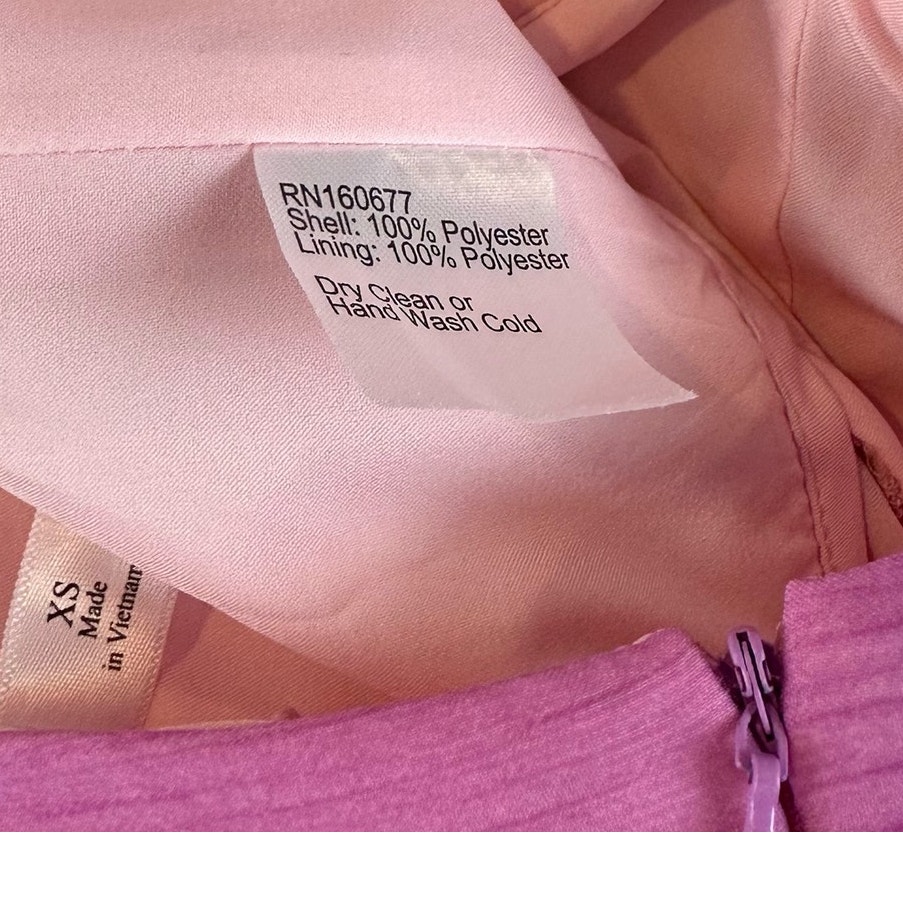 RN160677
Shell: 100% Polyester
Lining: 100% Polyester
Dry Clean or
Hand Wash Cold
XS
Made
in Vietnam